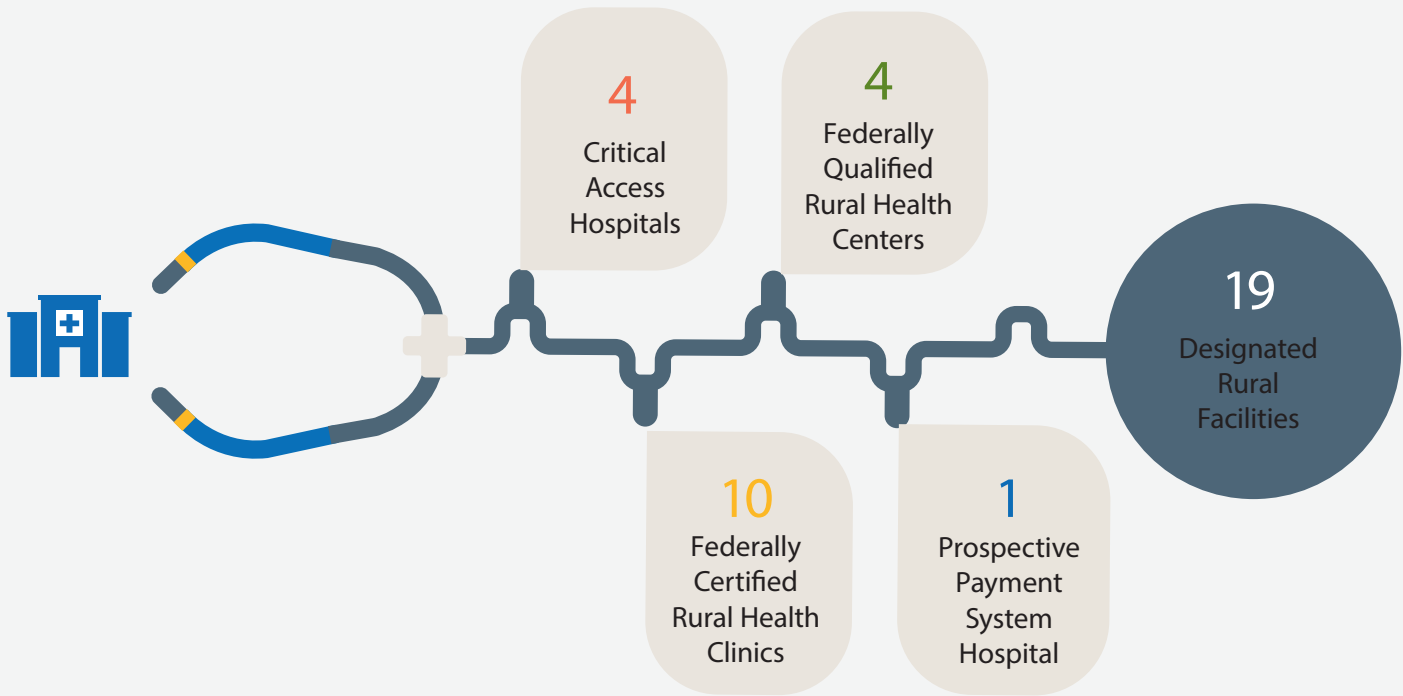 4
Critical
Access
Hospitals
10
Federally
Certified
Rural Health
Clinics
4
Federally
Qualified
Rural Health
Centers
1
Prospective
Payment
System
Hospital
19
Designated
Rural
Facilities